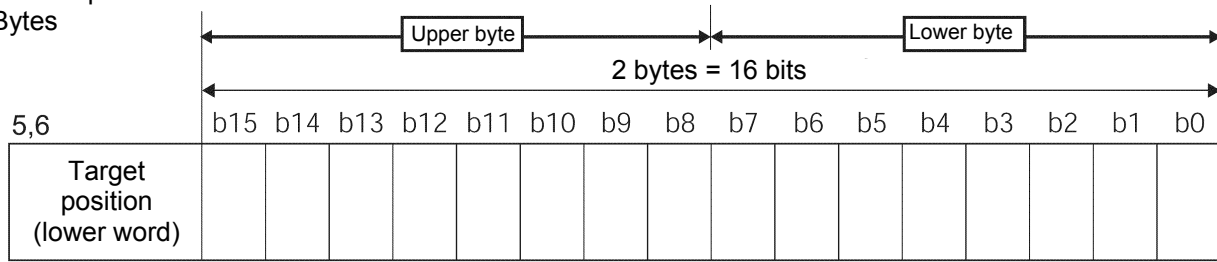 Bytes
Upper byte Lower byte
2 bytes = 16 bits
5,6 b15 b14 b13 b12 b11 b10 b9 b8 b7 b6 b5 b4 b3 b2 b1 b0
Target
position
(lower word)